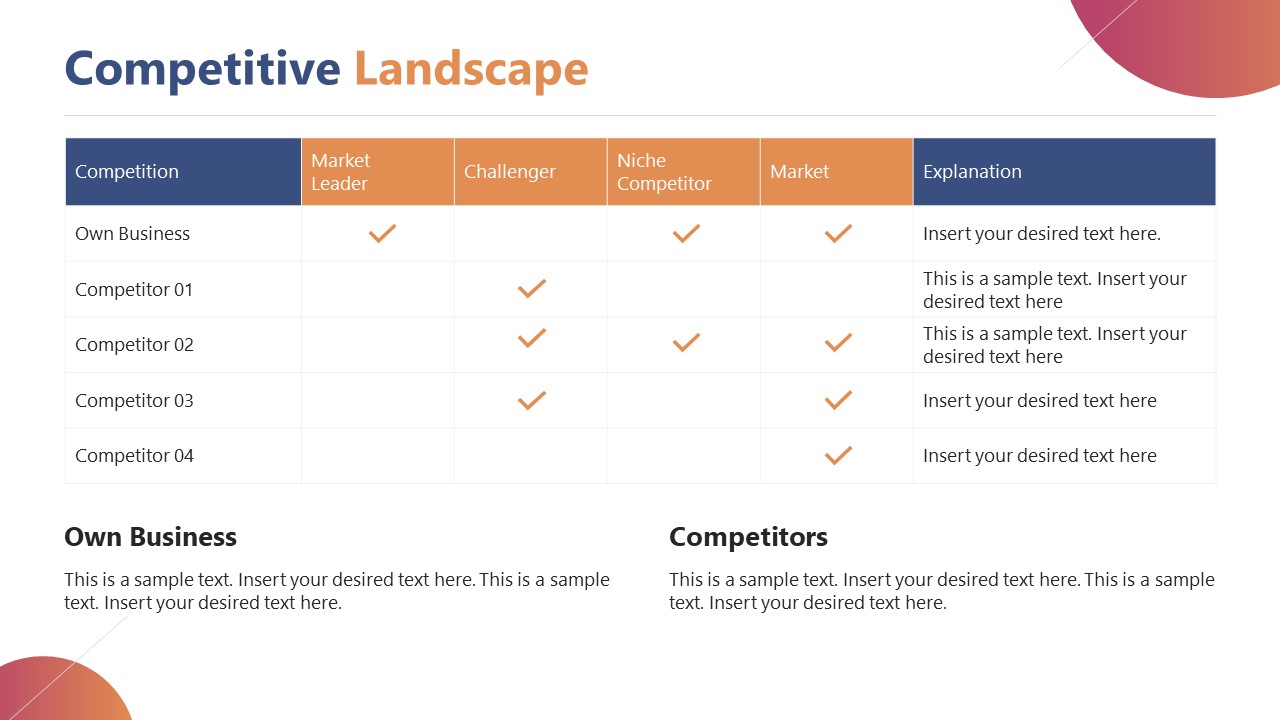 Competitive Landscape
Competition
Market
Leader
Challenger
Niche
Competitor
Market
Explanation
Own Business
Insert your desired text here.
Competitor 01
This is a sample text. Insert your
desired text here
Competitor 02
This is a sample text. Insert your
desired text here
Competitor 03
Insert your desired text here
Competitor 04
Insert your desired text here
Own Business
This is a sample text. Insert your desired text here. This is a sample
text. Insert your desired text here.
Competitors
This is a sample text. Insert your desired text here. This is a sample
text. Insert your desired text here.